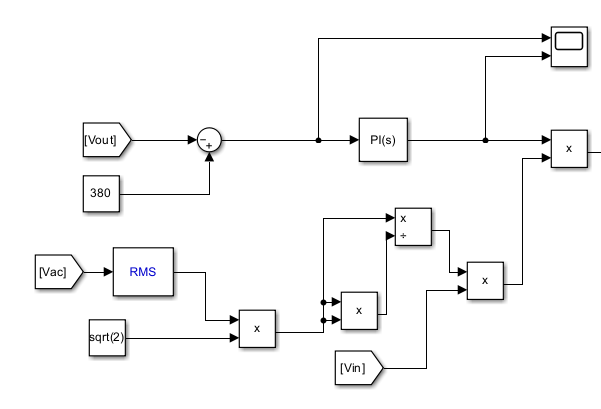 [Vout]
−
+
PI(s)
x
380
x
÷
[Vac]
RMS
x
x
sqrt(2)
x
[Vin]